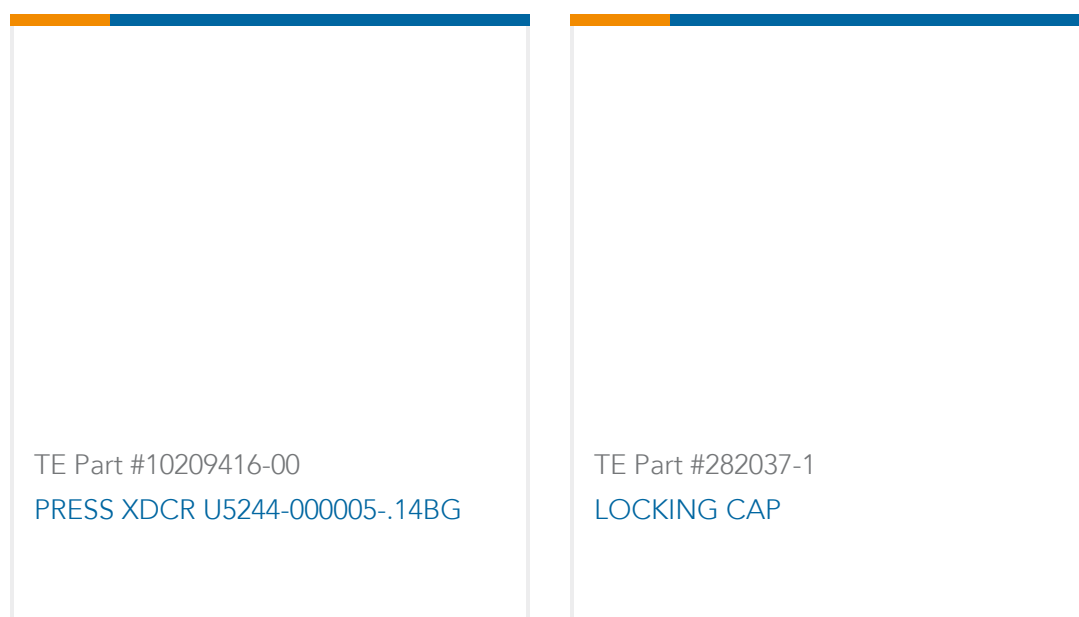 TE Part #10209416-00
PRESS XDCR U5244-000005-.14BG
TE Part #282037-1
LOCKING CAP